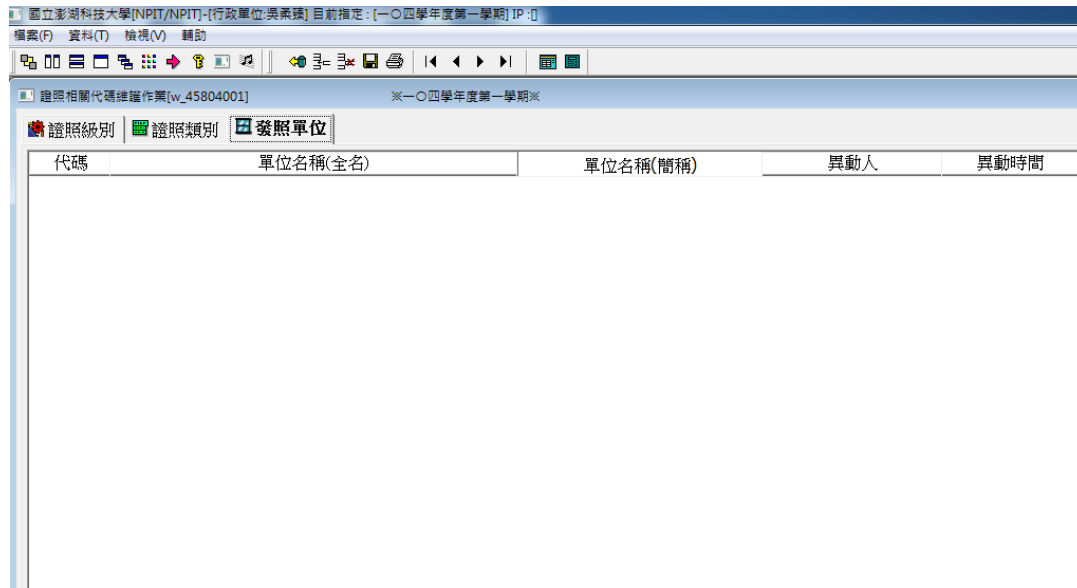 國立澎湖科技大學[NPIT/NPIT]-[行政單位:吳柔臻] 目前指定 : [一○四學年度第一學期] IP :[]
檔案(F) 資料(T) 檢視(V) 輔助
證照相關代碼維護作業[w_45804001] ※一○四學年度第一學期※
證照級別 證照類別 發照單位
代碼 單位名稱(全名) 單位名稱(簡稱) 異動人 異動時間